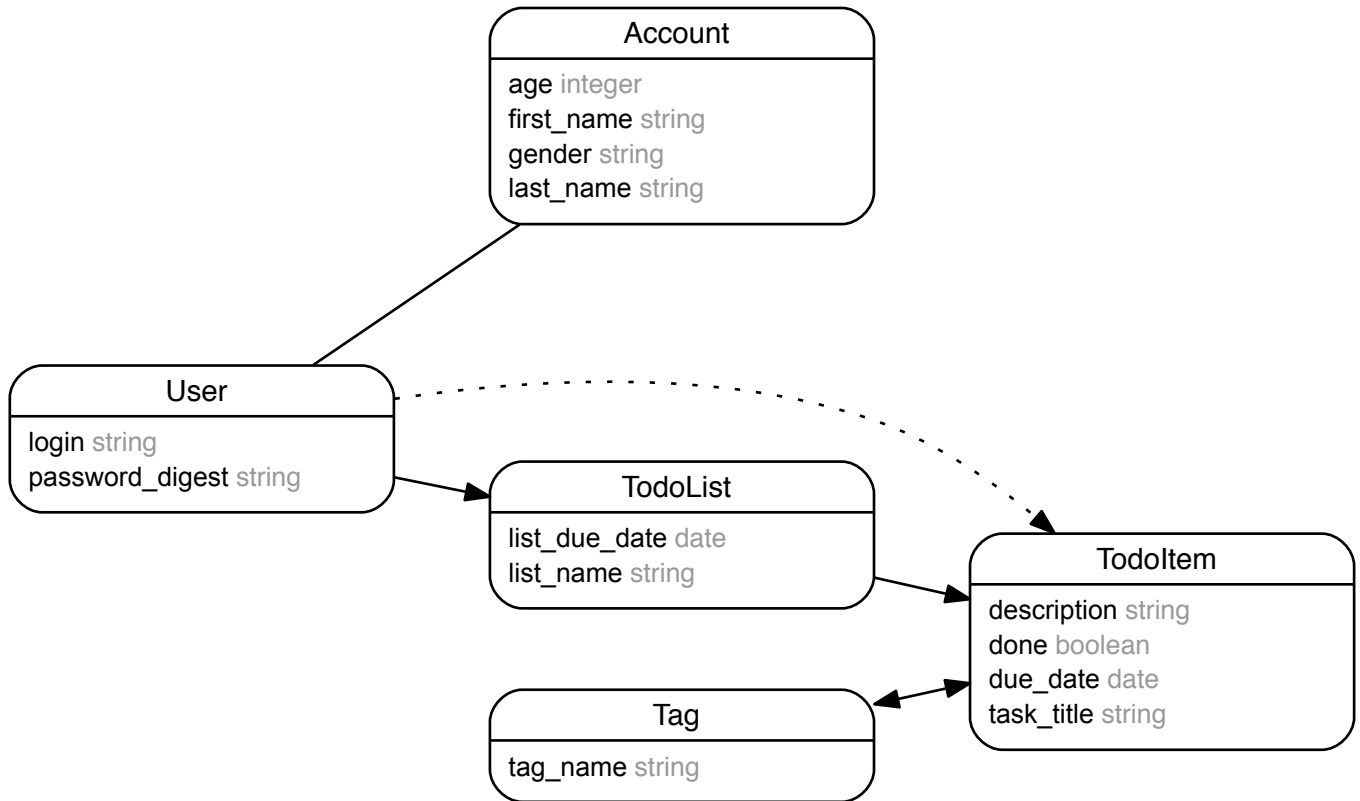 Account
age integer
first_name string
gender string
last_name string
User
login string
password_digest string
TodoList
list_due_date date
list_name string
TodoItem
description string
done boolean
due_date date
task_title string
Tag
tag_name string